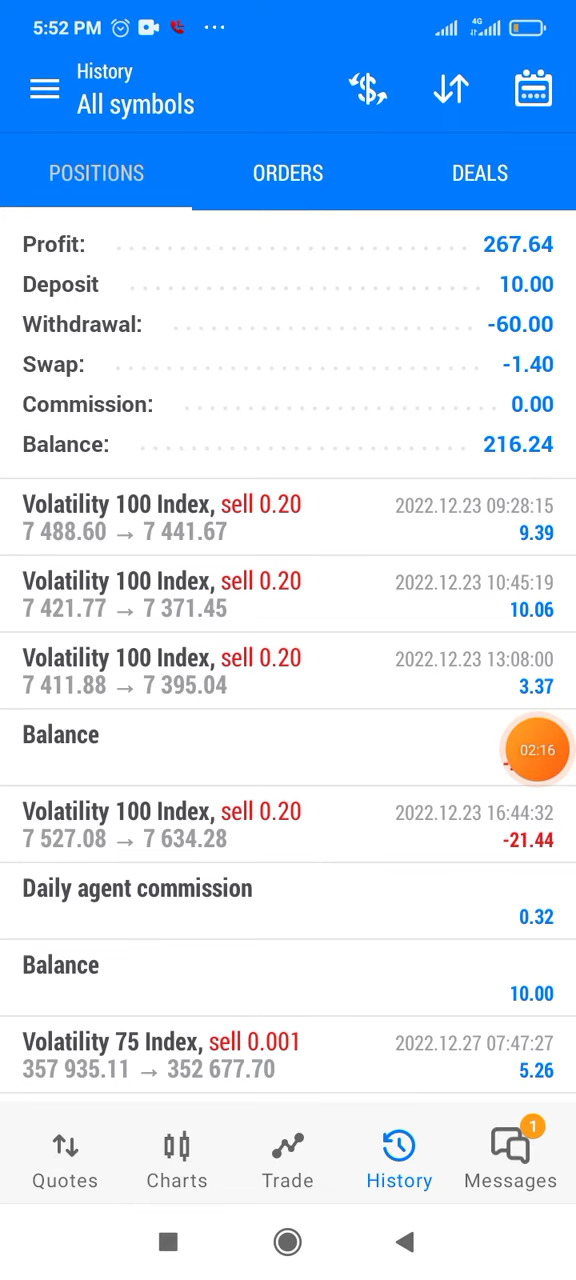 5:52 PM
4G
History
All symbols
POSITIONS ORDERS DEALS
Profit: 267.64
Deposit 10.00
Withdrawal: -60.00
Swap: -1.40
Commission: 0.00
Balance: 216.24
Volatility 100 Index, sell 0.20 2022.12.23 09:28:15
7 488.60 → 7 441.67 9.39
Volatility 100 Index, sell 0.20 2022.12.23 10:45:19
7 421.77 → 7 371.45 10.06
Volatility 100 Index, sell 0.20 2022.12.23 13:08:00
7 411.88 → 7 395.04 3.37
Balance
02:16
Volatility 100 Index, sell 0.20 2022.12.23 16:44:32
7 527.08 → 7 634.28 -21.44
Daily agent commission
0.32
Balance
10.00
Volatility 75 Index, sell 0.001 2022.12.27 07:47:27
357 935.11 → 352 677.70 5.26
1
Quotes Charts Trade History Messages